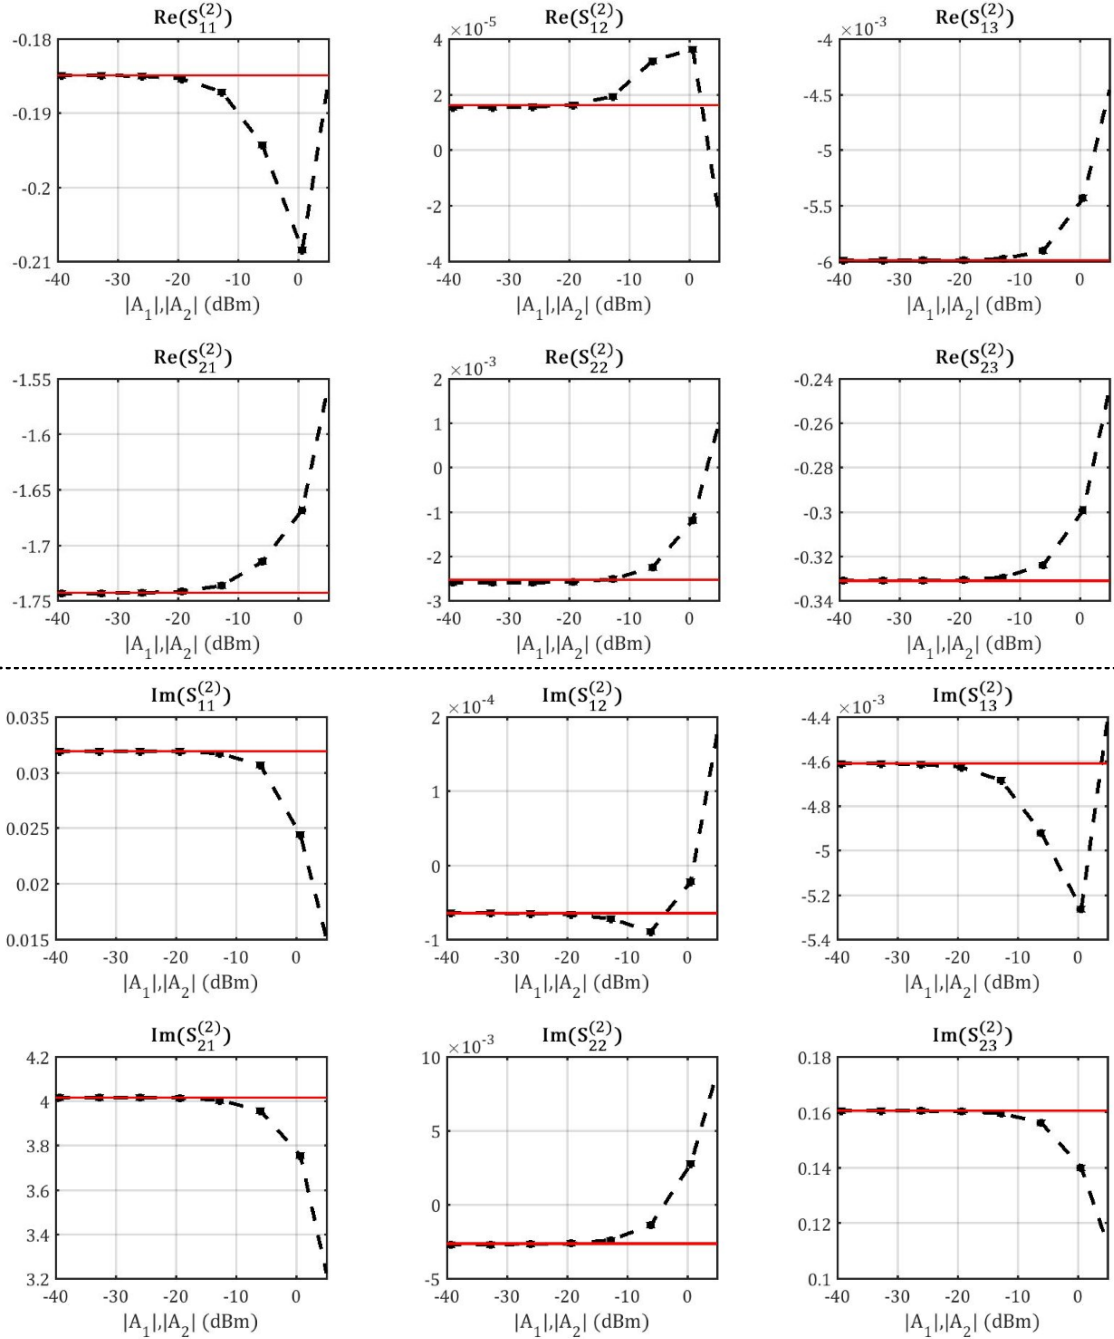 Re(S₁₁⁽²⁾) Re(S₁₂⁽²⁾) Re(S₁₃⁽²⁾)
×10⁻⁵ ×10⁻³
-0.18 -0.19 -0.2 -0.21
4 2 0 -2 -4
-4 -4.5 -5 -5.5 -6
-40 -30 -20 -10 0 -40 -30 -20 -10 0 -40 -30 -20 -10 0
|A₁|,|A₂| (dBm) |A₁|,|A₂| (dBm) |A₁|,|A₂| (dBm)
Re(S₂₁⁽²⁾) Re(S₂₂⁽²⁾) Re(S₂₃⁽²⁾)
×10⁻³
-1.55 -1.6 -1.65 -1.7 -1.75
2 1 0 -1 -2 -3
-0.24 -0.26 -0.28 -0.3 -0.32 -0.34
-40 -30 -20 -10 0 -40 -30 -20 -10 0 -40 -30 -20 -10 0
|A₁|,|A₂| (dBm) |A₁|,|A₂| (dBm) |A₁|,|A₂| (dBm)
Im(S₁₁⁽²⁾) Im(S₁₂⁽²⁾) Im(S₁₃⁽²⁾)
×10⁻⁴ ×10⁻³
0.035 0.03 0.025 0.02 0.015
2 1 0 -1
-4.4 -4.6 -4.8 -5 -5.2 -5.4
-40 -30 -20 -10 0 -40 -30 -20 -10 0 -40 -30 -20 -10 0
|A₁|,|A₂| (dBm) |A₁|,|A₂| (dBm) |A₁|,|A₂| (dBm)
Im(S₂₁⁽²⁾) Im(S₂₂⁽²⁾) Im(S₂₃⁽²⁾)
×10⁻³
4.2 4 3.8 3.6 3.4 3.2
10 5 0 -5
0.18 0.16 0.14 0.12 0.1
-40 -30 -20 -10 0 -40 -30 -20 -10 0 -40 -30 -20 -10 0
|A₁|,|A₂| (dBm) |A₁|,|A₂| (dBm) |A₁|,|A₂| (dBm)